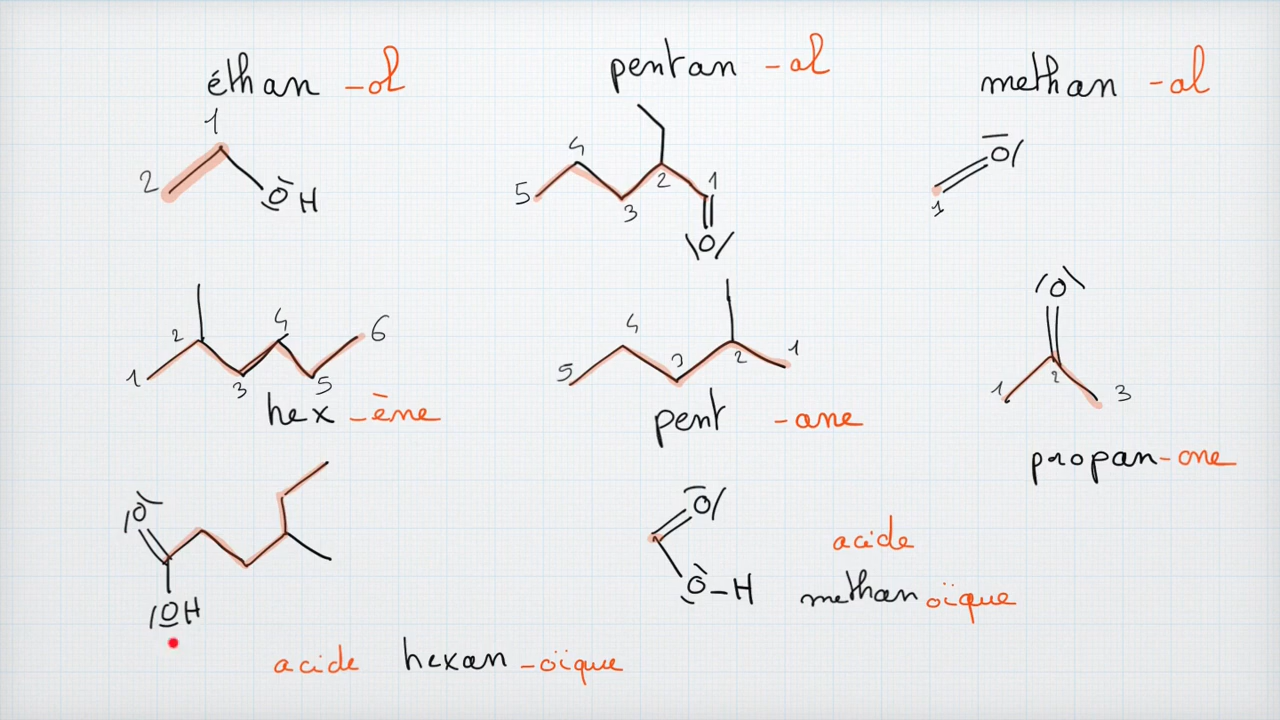 éthan -ol
pentan -al
methan -al
1
2
O H
5
4
3
2
1
O
O
1
1
2
3
4
5
6
hex -ène
5
4
3
2
1
pent -ane
O
1
2
3
propan-one
O
OH
acide hexan -oïque
O
O-H
acide
methanoïque